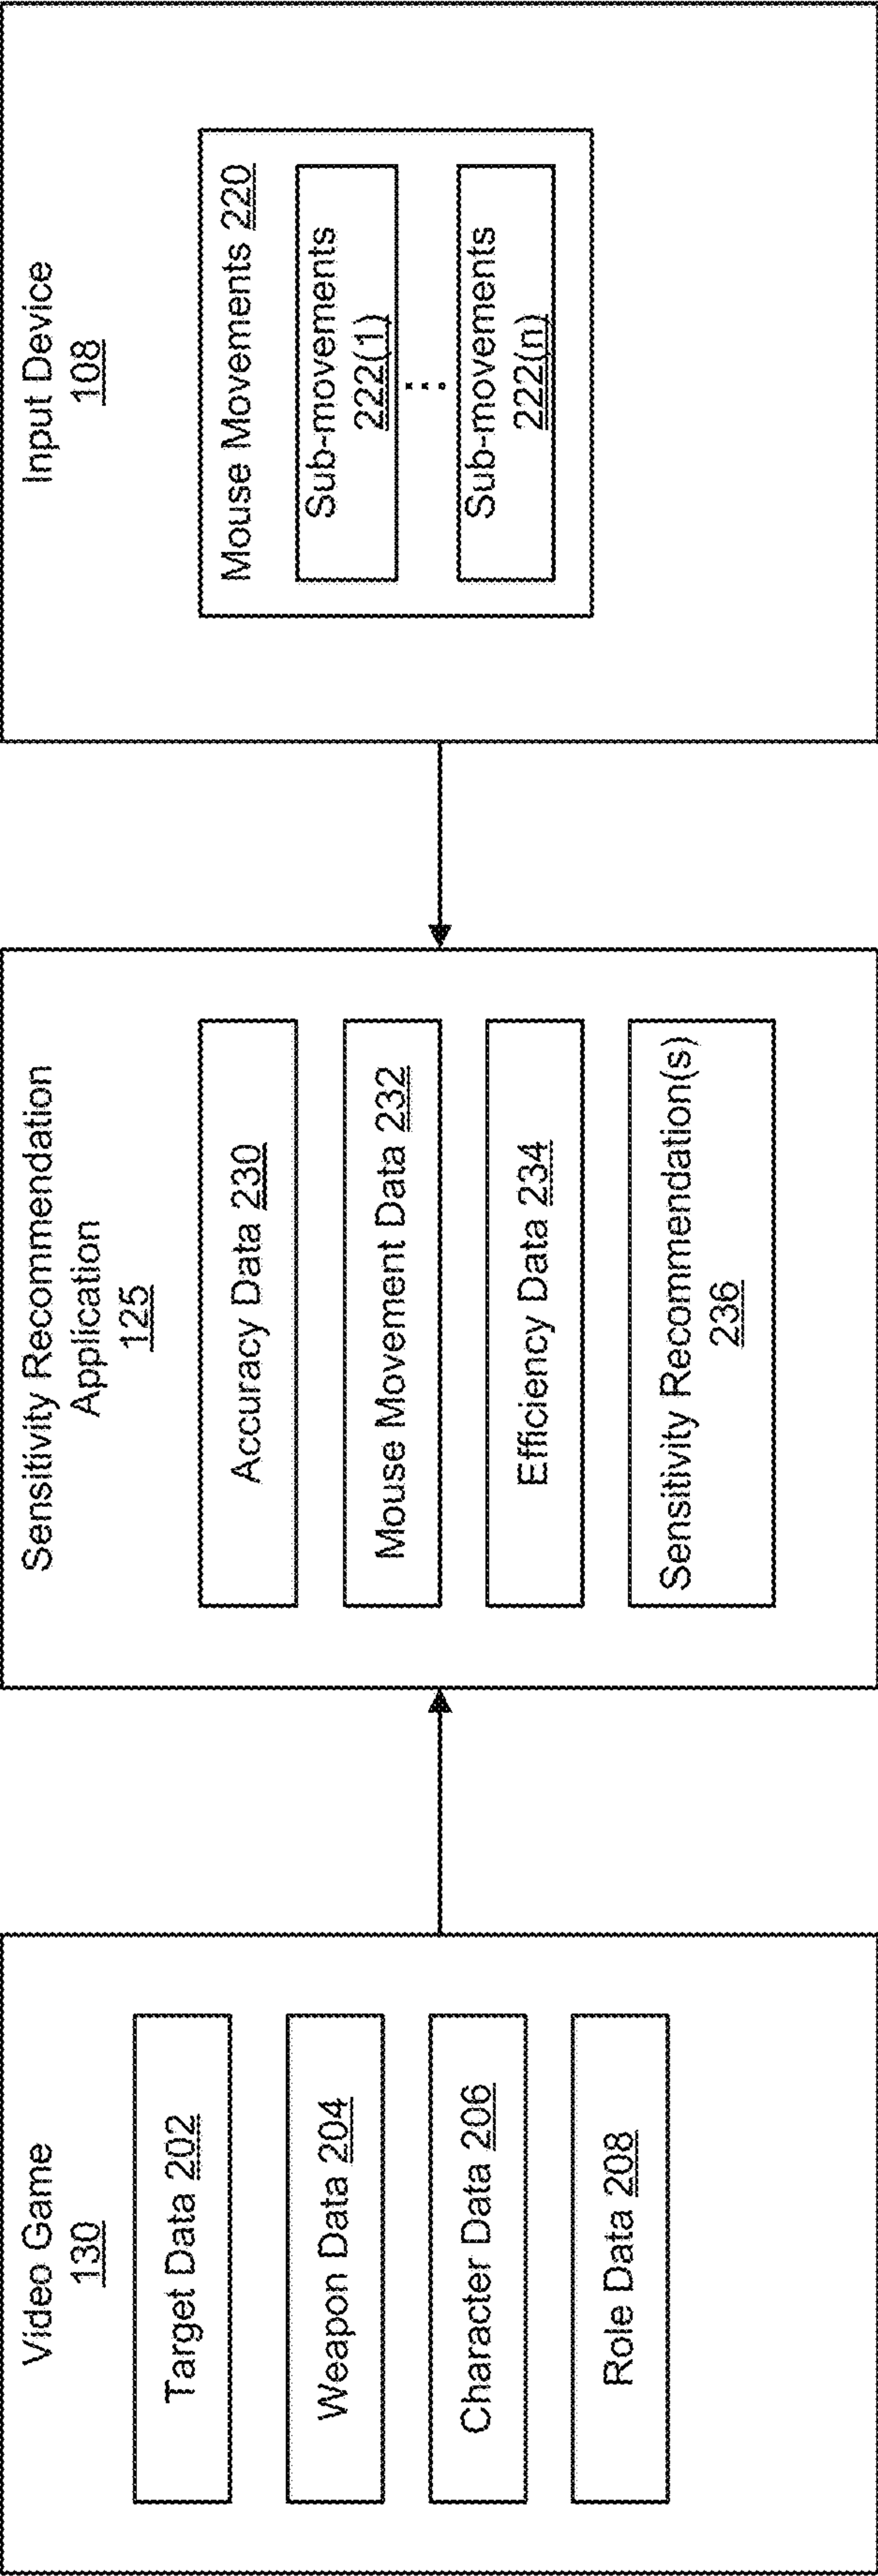 Video Game
130
Target Data 202
Weapon Data 204
Character Data 206
Role Data 208
Sensitivity Recommendation
Application
125
Accuracy Data 230
Mouse Movement Data 232
Efficiency Data 234
Sensitivity Recommendation(s)
236
Input Device
108
Mouse Movements 220
Sub-movements
222(1)
Sub-movements
222(n)